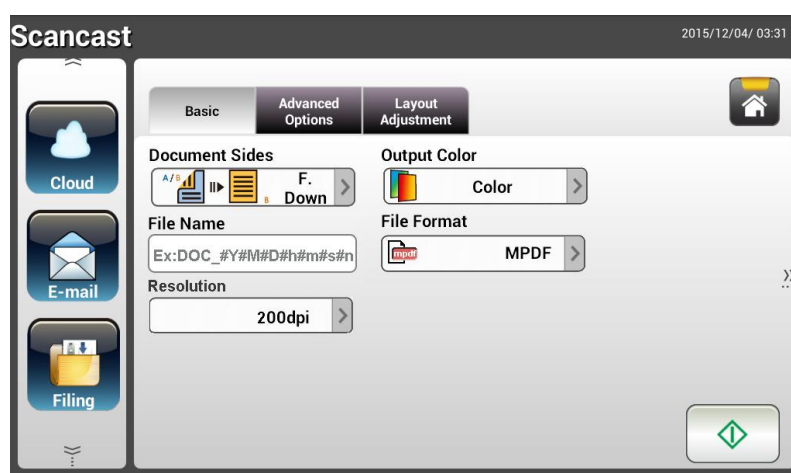 Scancast
2015/12/04/ 03:31
Cloud
E-mail
Filing
Basic
Advanced
Options
Layout
Adjustment
Document Sides
A/B
B
F.
Down
Output Color
Color
File Name
Ex:DOC_#Y#M#D#h#m#s#n
File Format
mpdf
MPDF
Resolution
200dpi